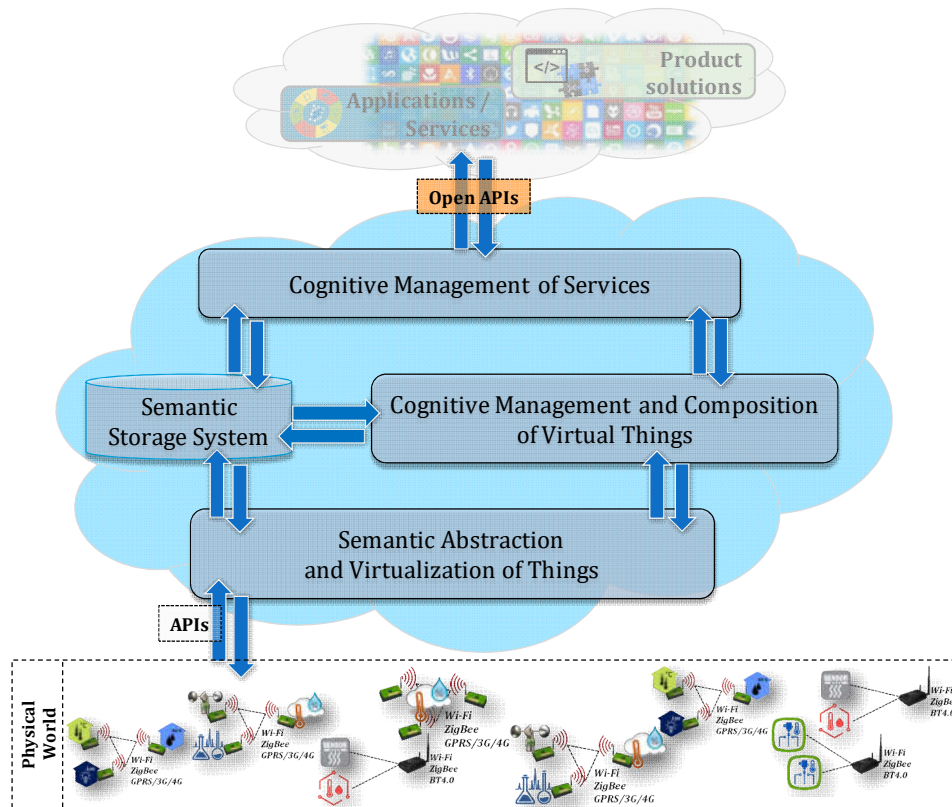 Product
solutions
</>
Applications /
Services
Open APIs
Cognitive Management of Services
Semantic
Storage System
Cognitive Management and Composition
of Virtual Things
Semantic Abstraction
and Virtualization of Things
APIs
Physical
World
Wi-Fi
ZigBee
GPRS/3G/4G
Wi-Fi
ZigBee
GPRS/3G/4G
Wi-Fi
ZigBee
BT4.0
Wi-Fi
ZigBee
GPRS/3G/4G
Wi-Fi
ZigBee
GPRS/3G/4G
Wi-Fi
ZigBee
GPRS/3G/4G
Wi-Fi
ZigBee
BT4.0
Wi-Fi
ZigBee
BT4.0